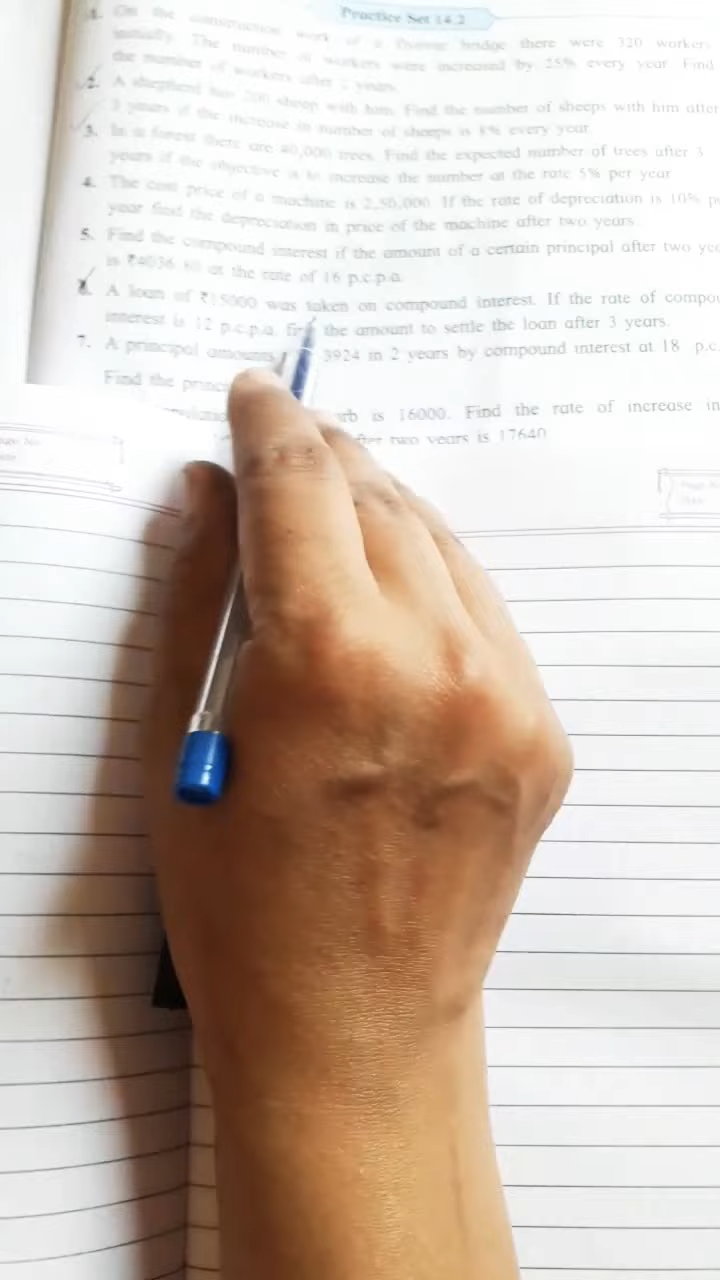 Practice Set 14.2
1. On the construction work of a flyover bridge there were 320 workers
initially. The number of workers were increased by 25% every year. Find
the number of workers after 2 years.
2. A shepherd has 200 sheep with him. Find the number of sheeps with him after
3 years if the increase in number of sheeps is 8% every year.
3. In a forest there are 40,000 trees. Find the expected number of trees after 3
years if the objective is to increase the number at the rate 5% per year.
4. The cost price of a machine is 2,50,000. If the rate of depreciation is 10% p
year find the depreciation in price of the machine after two years.
5. Find the compound interest if the amount of a certain principal after two yea
is ₹4036.80 at the rate of 16 p.c.p.a.
A loan of ₹15000 was taken on compound interest. If the rate of compou
interest is 12 p.c.p.a. fin the amount to settle the loan after 3 years.
7. A principal amounts 3924 in 2 years by compound interest at 18 p.c.
Find the princ
rb is 16000. Find the rate of increase in
fter two years is 17640
Page No.